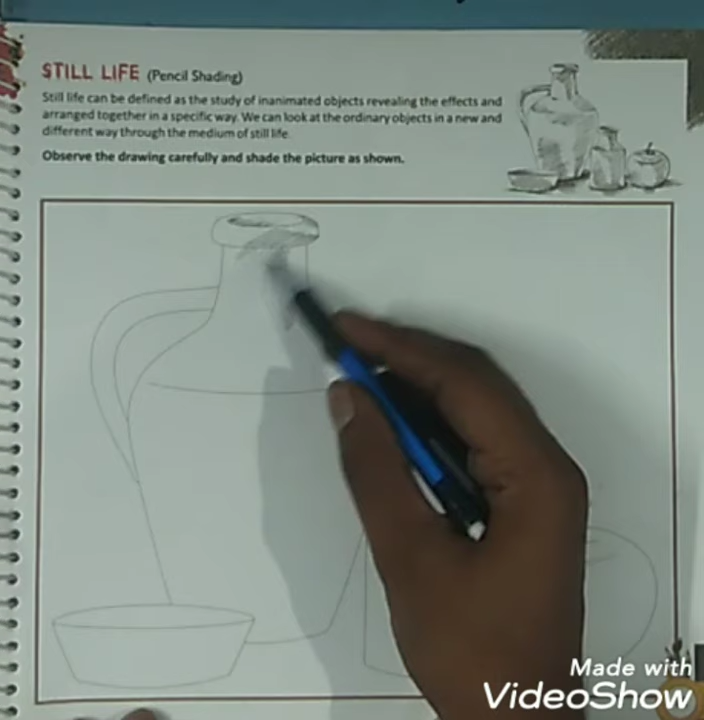 STILL LIFE (Pencil Shading)
Still life can be defined as the study of inanimated objects revealing the effects and
arranged together in a specific way. We can look at the ordinary objects in a new and
different way through the medium of still life.
Observe the drawing carefully and shade the picture as shown.
Made with
VideoShow